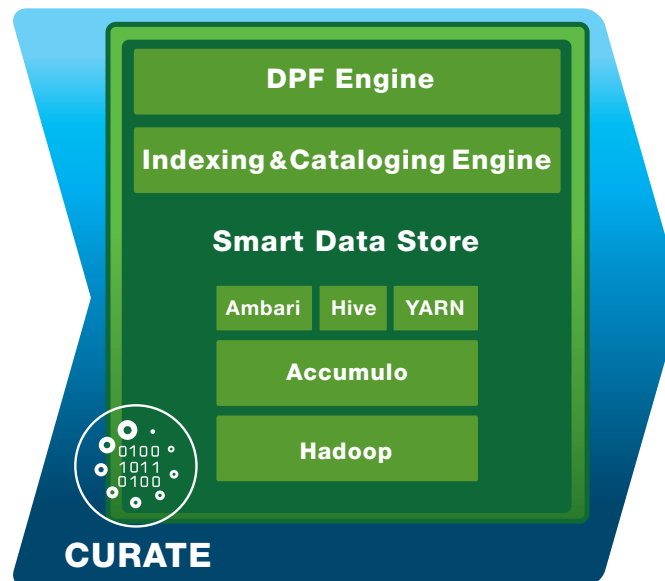 DPF Engine
Indexing & Cataloging Engine
Smart Data Store
Ambari Hive YARN
Accumulo
Hadoop
0100
1011
0100
CURATE